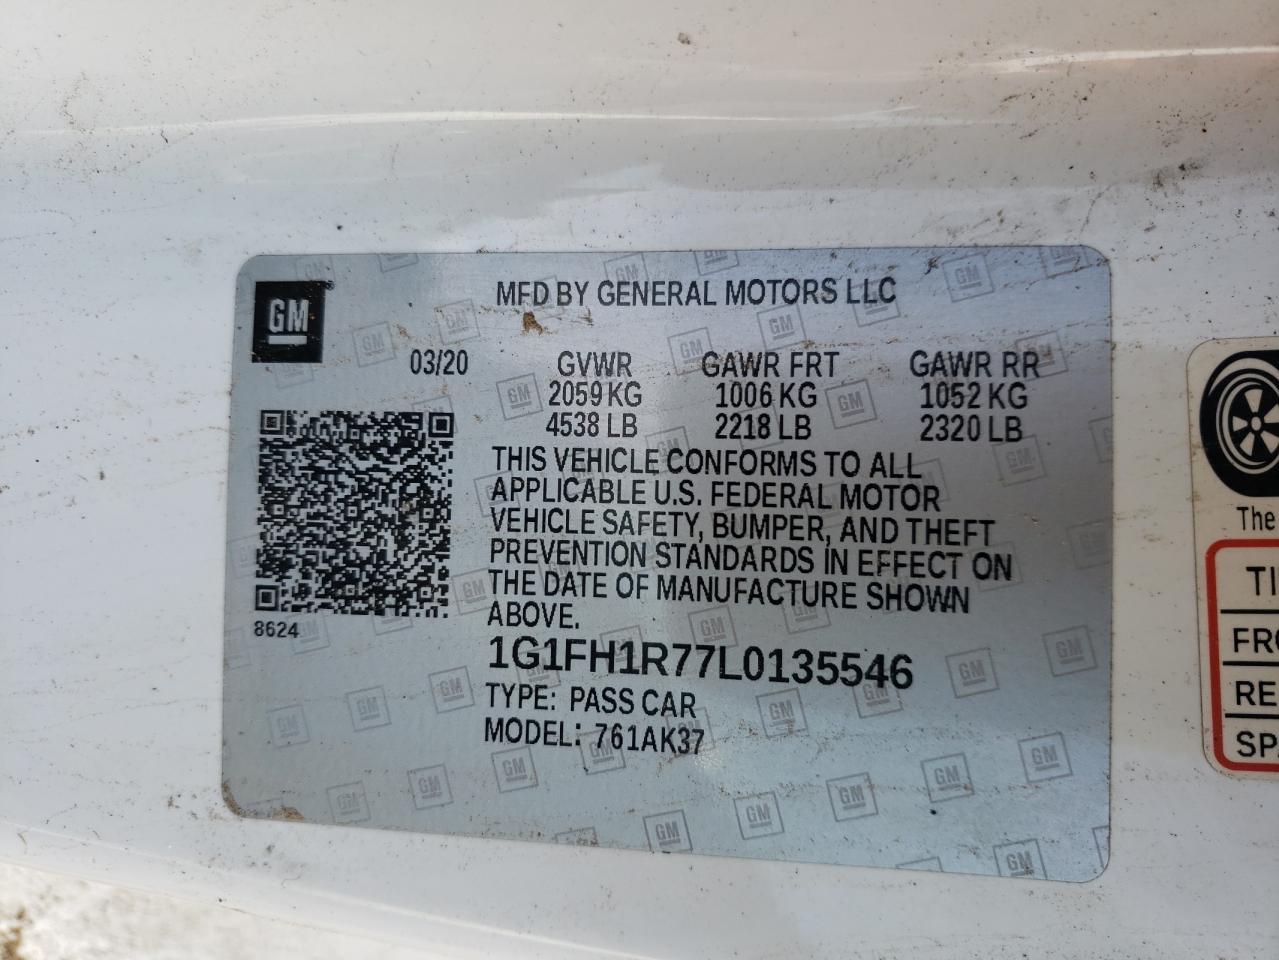 GM
MFD BY GENERAL MOTORS LLC
03/20 GVWR GAWR FRT GAWR RR
2059 KG 1006 KG 1052 KG
4538 LB 2218 LB 2320 LB
THIS VEHICLE CONFORMS TO ALL
APPLICABLE U.S. FEDERAL MOTOR
VEHICLE SAFETY, BUMPER, AND THEFT
PREVENTION STANDARDS IN EFFECT ON
THE DATE OF MANUFACTURE SHOWN
ABOVE.
8624
1G1FH1R77L0135546
TYPE: PASS CAR
MODEL: 761AK37
The